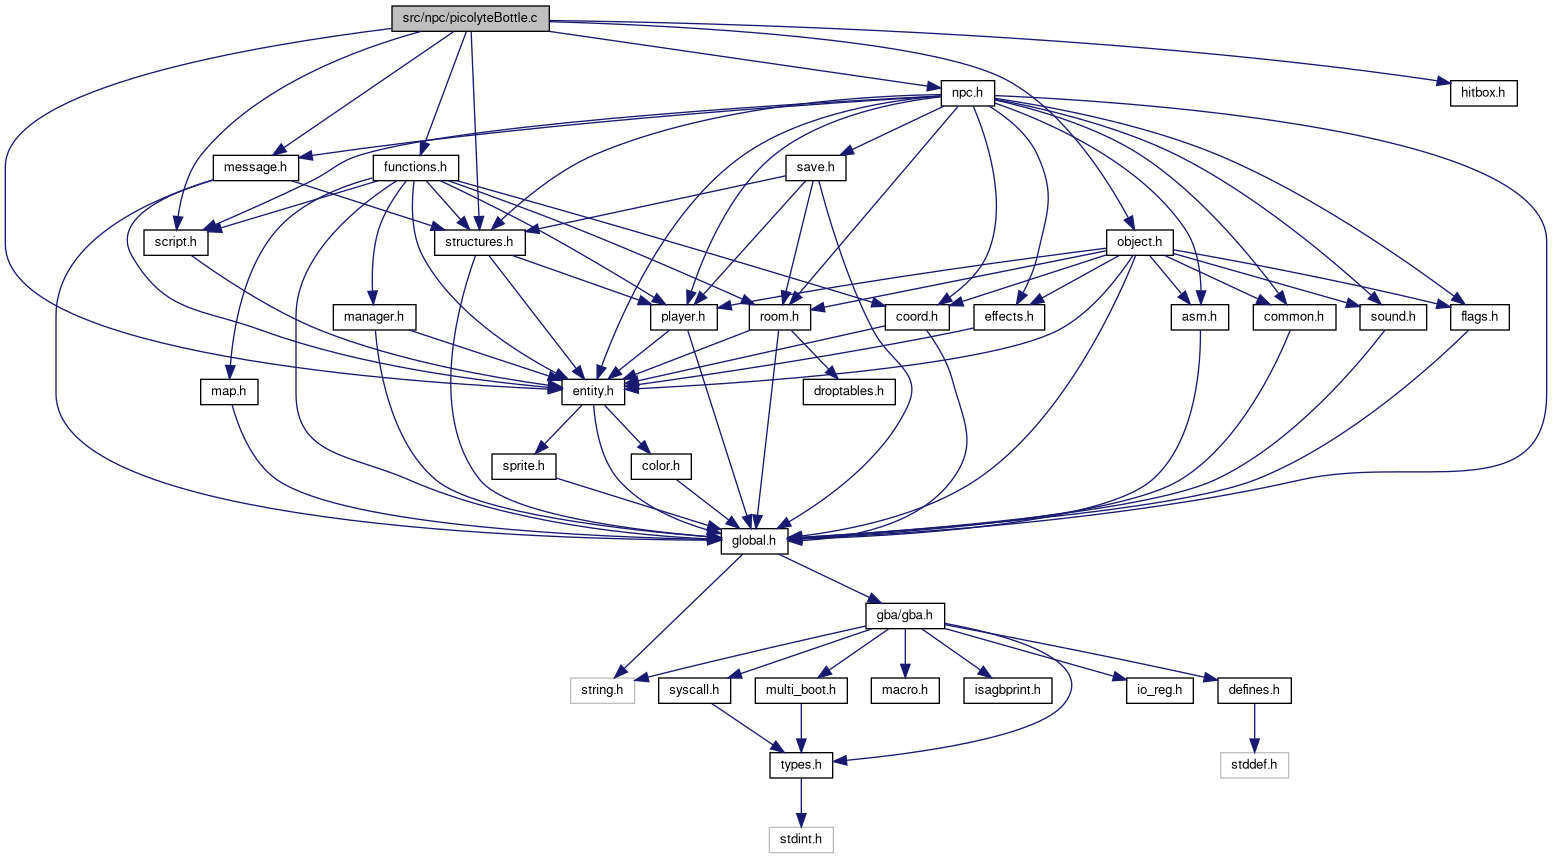 src/npc/picolyteBottle.c
npc.h
hitbox.h
message.h
functions.h
save.h
script.h
structures.h
object.h
manager.h
player.h
room.h
coord.h
effects.h
asm.h
common.h
sound.h
flags.h
map.h
entity.h
droptables.h
sprite.h
color.h
global.h
gba/gba.h
string.h
syscall.h
multi_boot.h
macro.h
isagbprint.h
io_reg.h
defines.h
types.h
stddef.h
stdint.h